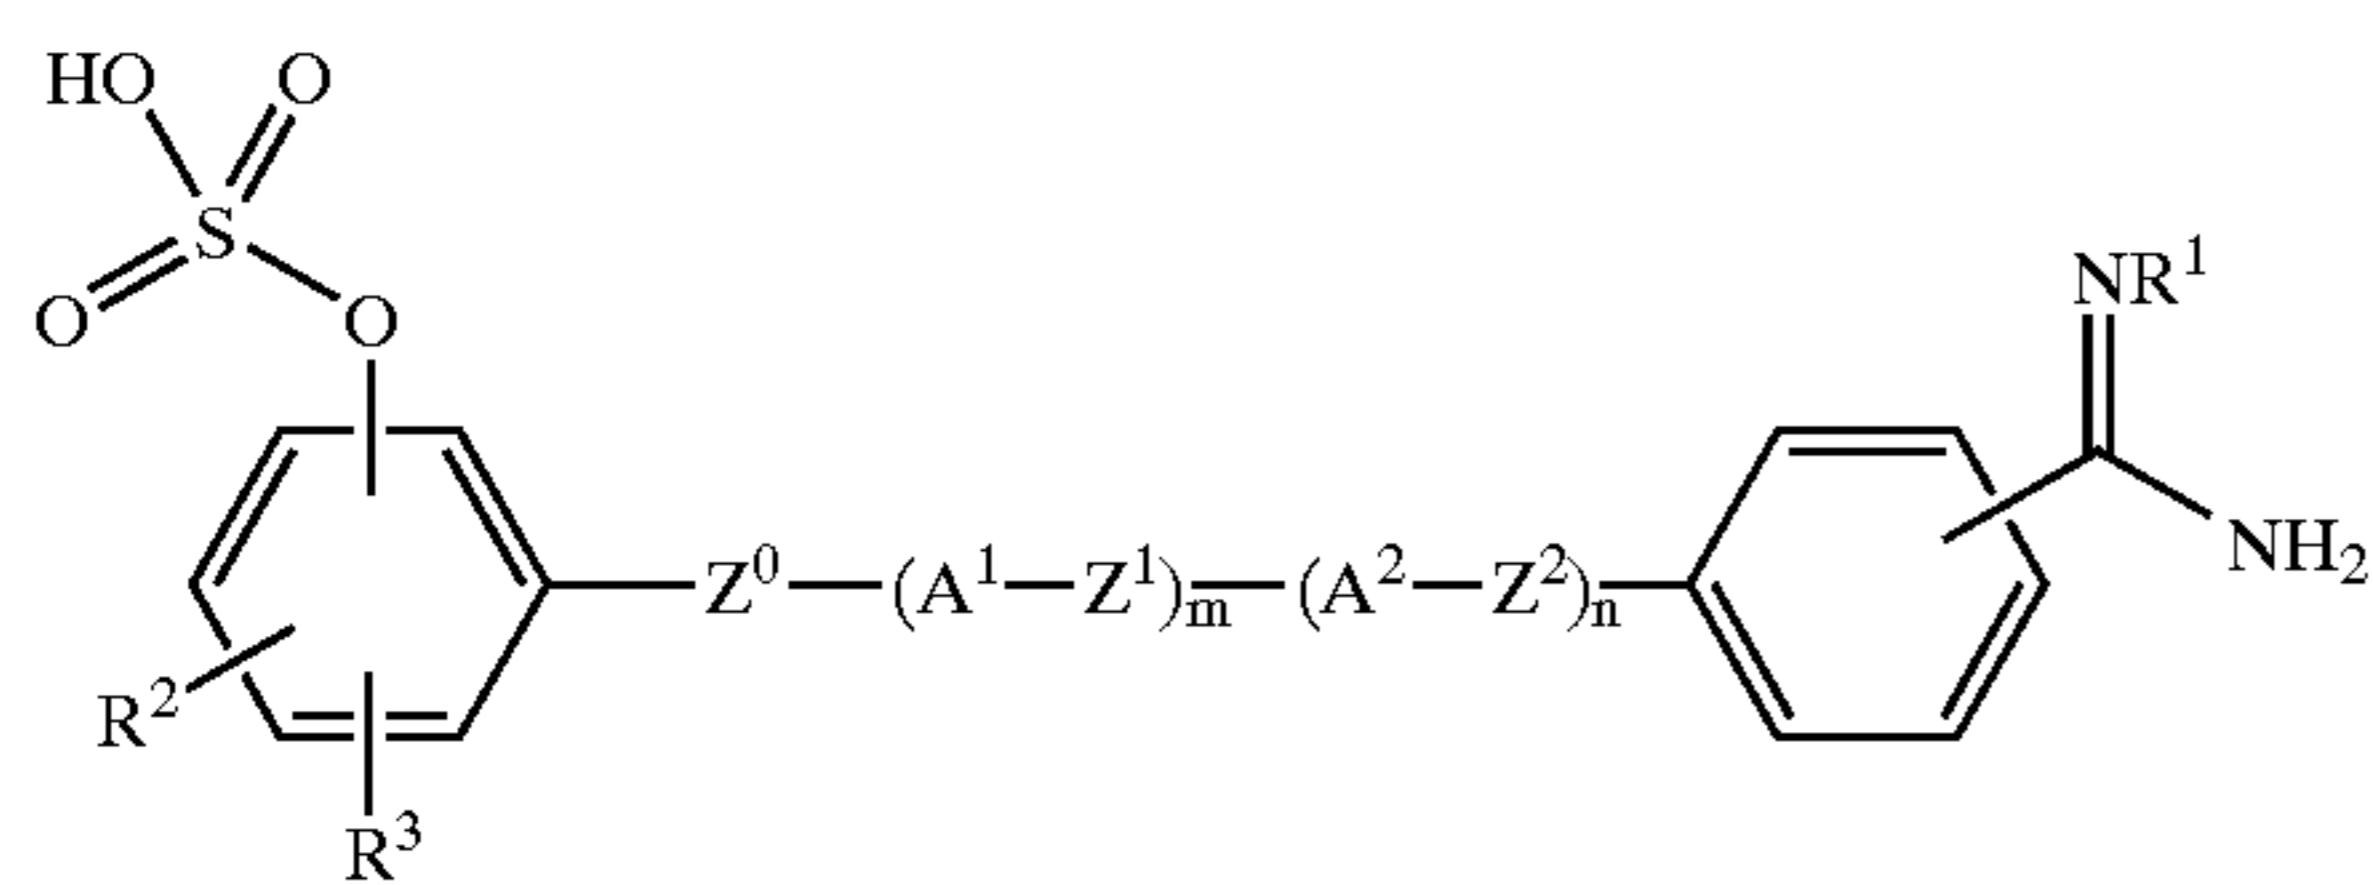 HO O
S
O O
NR¹
NH₂
Z⁰—(A¹—Z¹)ₘ—(A²—Z²)ₙ
R²
R³